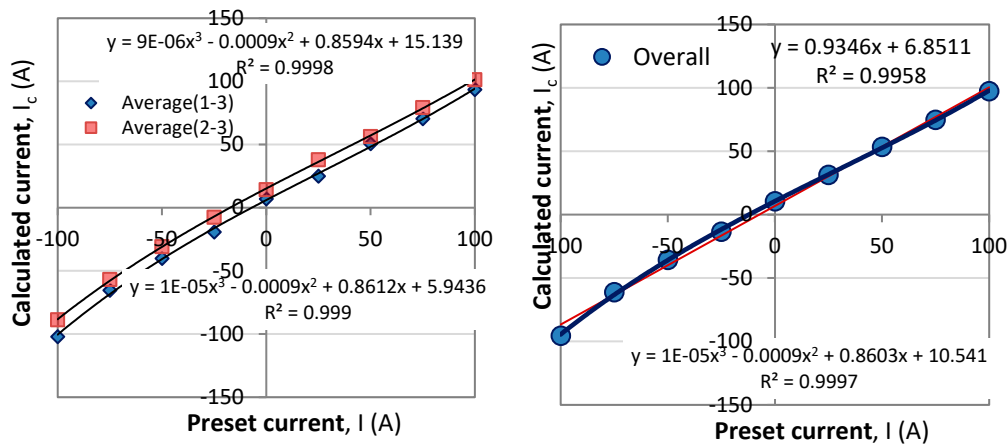 Calculated current, Ic (A)
150
100
50
0
-50
-100
-150
-100
-50
0
50
100
y = 9E-06x³ - 0.0009x² + 0.8594x + 15.139
R² = 0.9998
Average(1-3)
Average(2-3)
y = 1E-05x³ - 0.0009x² + 0.8612x + 5.9436
R² = 0.999
Preset current, I (A)
Calculated current, Ic (A)
150
100
50
0
-50
-100
-150
100
-50
0
50
100
Overall
y = 0.9346x + 6.8511
R² = 0.9958
y = 1E-05x³ - 0.0009x² + 0.8603x + 10.541
R² = 0.9997
Preset current, I (A)